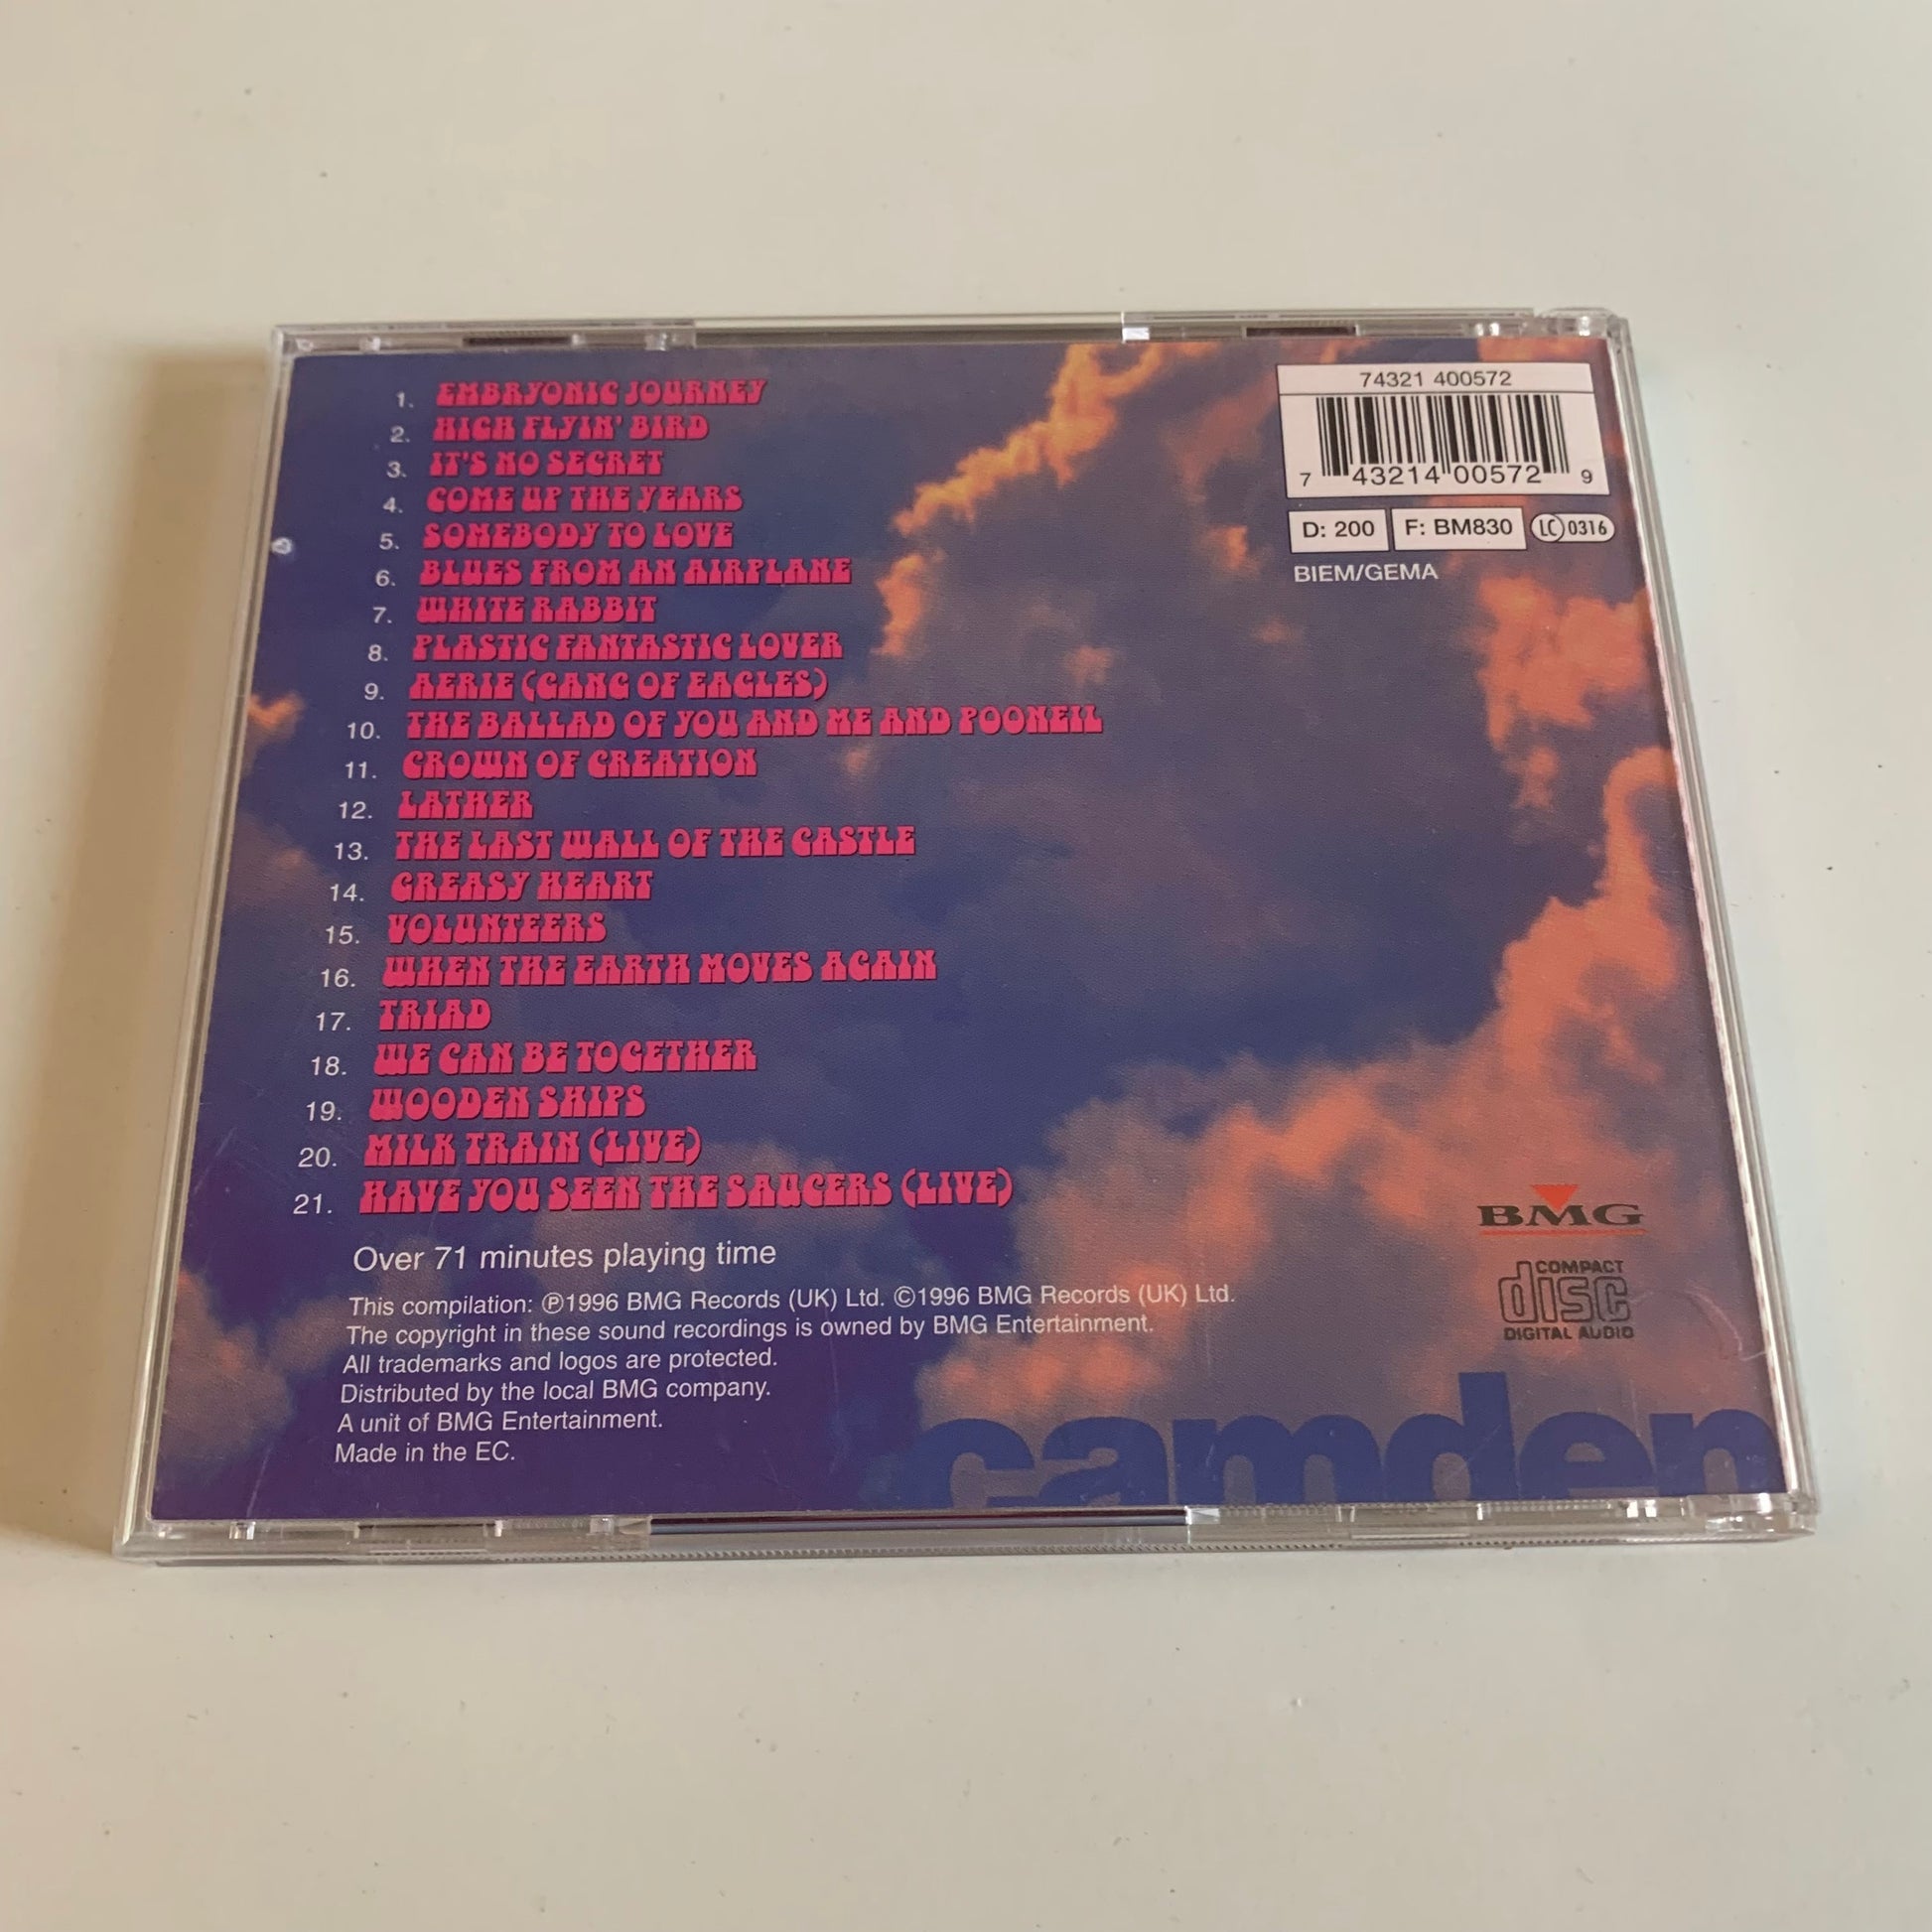 1. EMBRYONIC JOURNEY
2. HIGH FLYIN' BIRD
3. IT'S NO SECRET
4. COME UP THE YEARS
5. SOMEBODY TO LOVE
6. BLUES FROM AN AIRPLANE
7. WHITE RABBIT
8. PLASTIC FANTASTIC LOVER
9. AERIE (GANG OF EAGLES)
10. THE BALLAD OF YOU AND ME AND POONEIL
11. CROWN OF CREATION
12. LATHER
13. THE LAST WALL OF THE CASTLE
14. GREASY HEART
15. VOLUNTEERS
16. WHEN THE EARTH MOVES AGAIN
17. TRIAD
18. WE CAN BE TOGETHER
19. WOODEN SHIPS
20. MILK TRAIN (LIVE)
21. HAVE YOU SEEN THE SAUCERS (LIVE)
Over 71 minutes playing time
This compilation: ℗1996 BMG Records (UK) Ltd. ©1996 BMG Records (UK) Ltd.
The copyright in these sound recordings is owned by BMG Entertainment.
All trademarks and logos are protected.
Distributed by the local BMG company.
A unit of BMG Entertainment.
Made in the EC.
74321 400572
7 43214 00572 9
D: 200 F: BM830 LC 0316
BIEM/GEMA
BMG
COMPACT
disc
DIGITAL AUDIO
camden